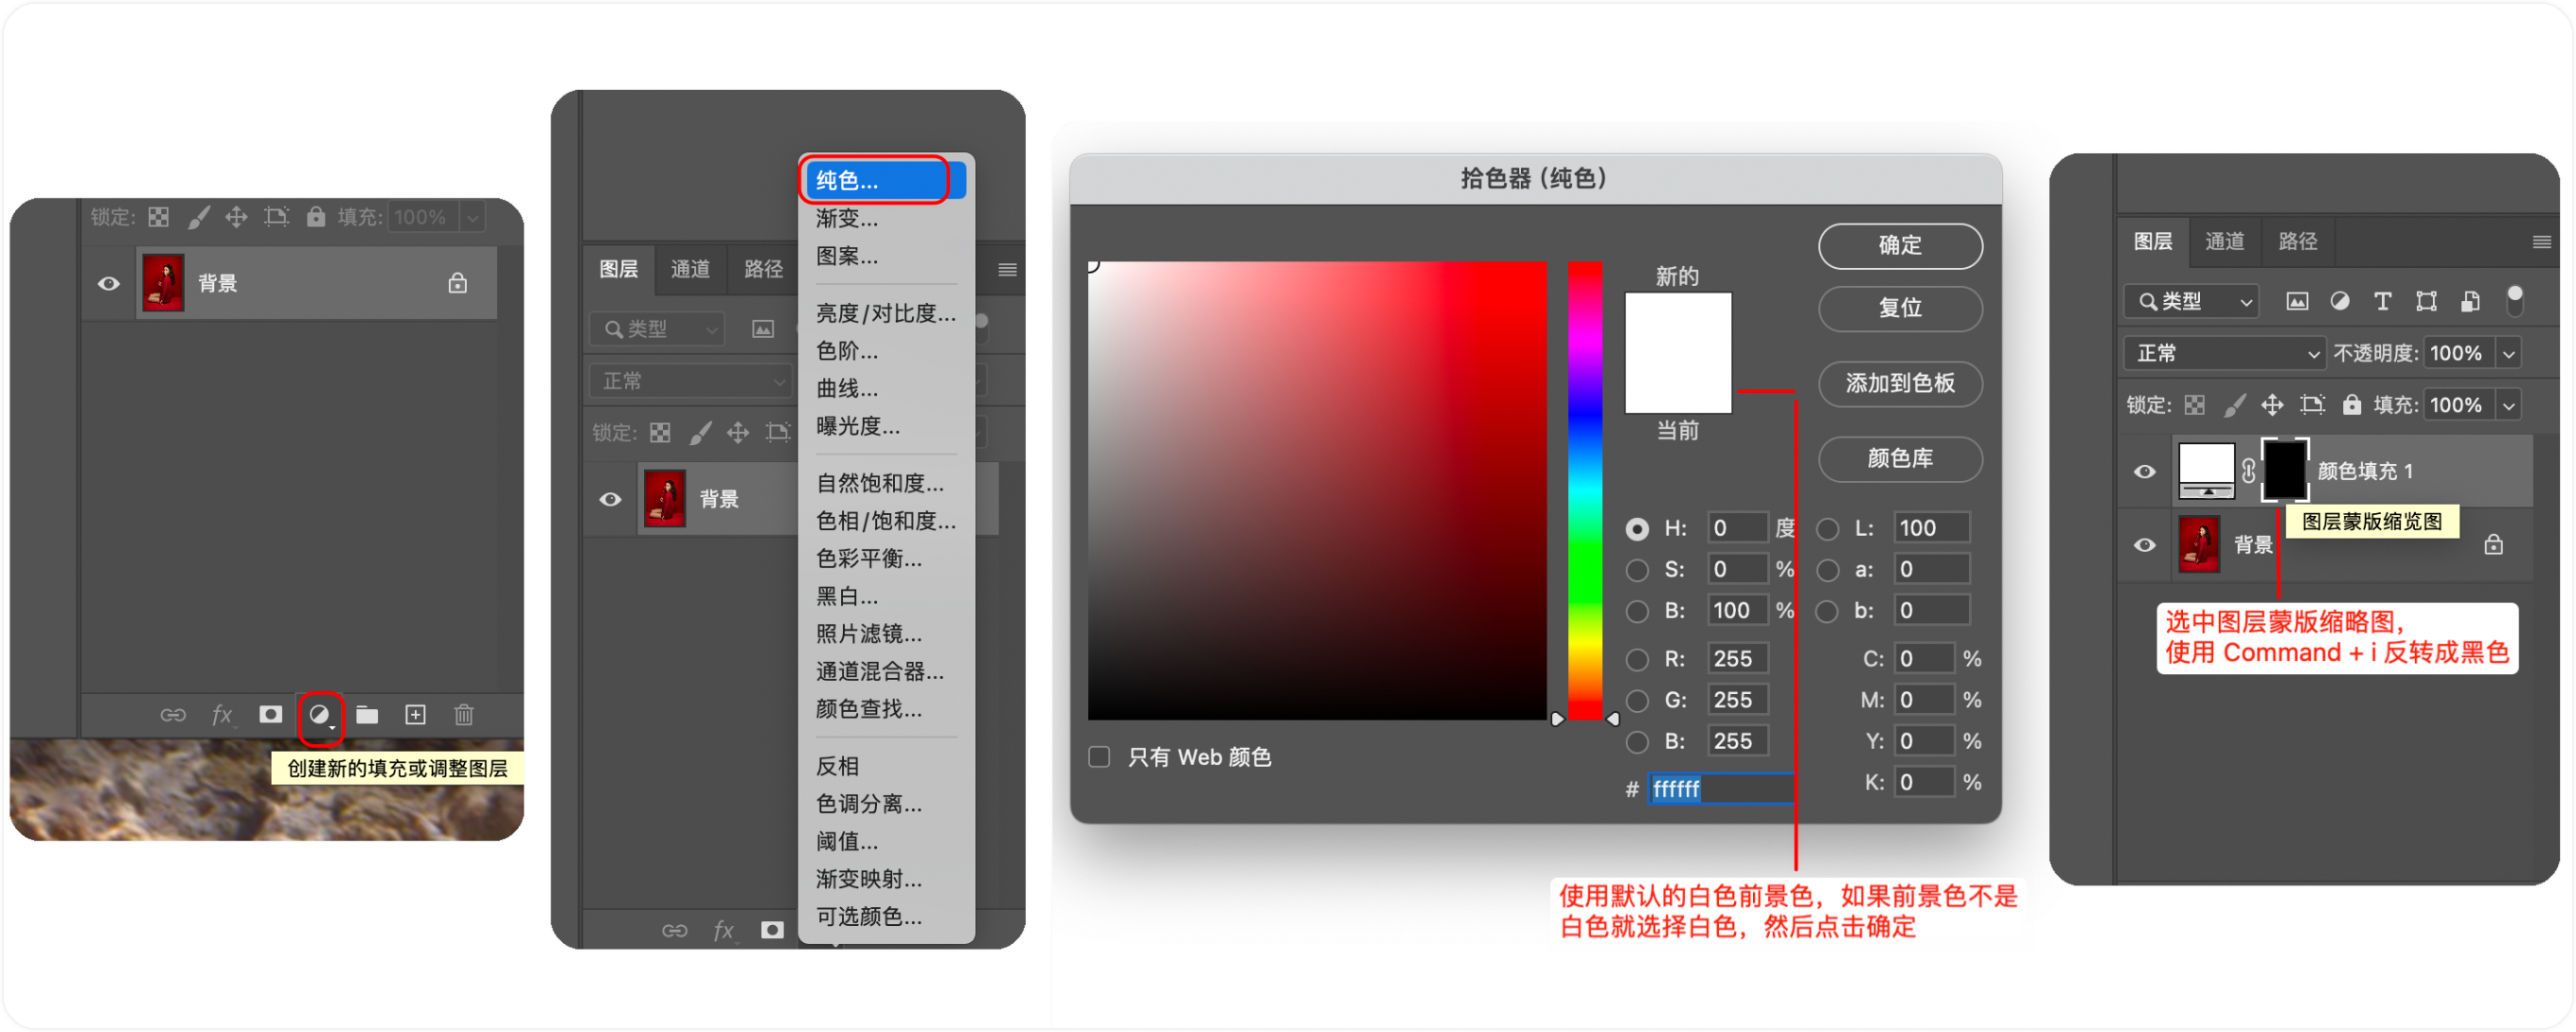 锁定:
填充: 100%
背景
fx
创建新的填充或调整图层
纯色...
渐变...
图案...
亮度/对比度...
色阶...
曲线...
曝光度...
自然饱和度...
色相/饱和度...
色彩平衡...
黑白...
照片滤镜...
通道混合器...
颜色查找...
反相
色调分离...
阈值...
渐变映射...
可选颜色...
图层 通道 路径
类型
正常
锁定:
背景
fx
拾色器 (纯色)
新的
当前
确定
复位
添加到色板
颜色库
H: 0 度 L: 100
S: 0 % a: 0
B: 100 % b: 0
R: 255 C: 0 %
G: 255 M: 0 %
B: 255 Y: 0 %
# ffffff K: 0 %
只有 Web 颜色
使用默认的白色前景色，如果前景色不是
白色就选择白色，然后点击确定
图层 通道 路径
类型
正常 不透明度: 100%
锁定: 填充: 100%
颜色填充 1
图层蒙版缩览图
背景
选中图层蒙版缩略图，
使用 Command + i 反转成黑色